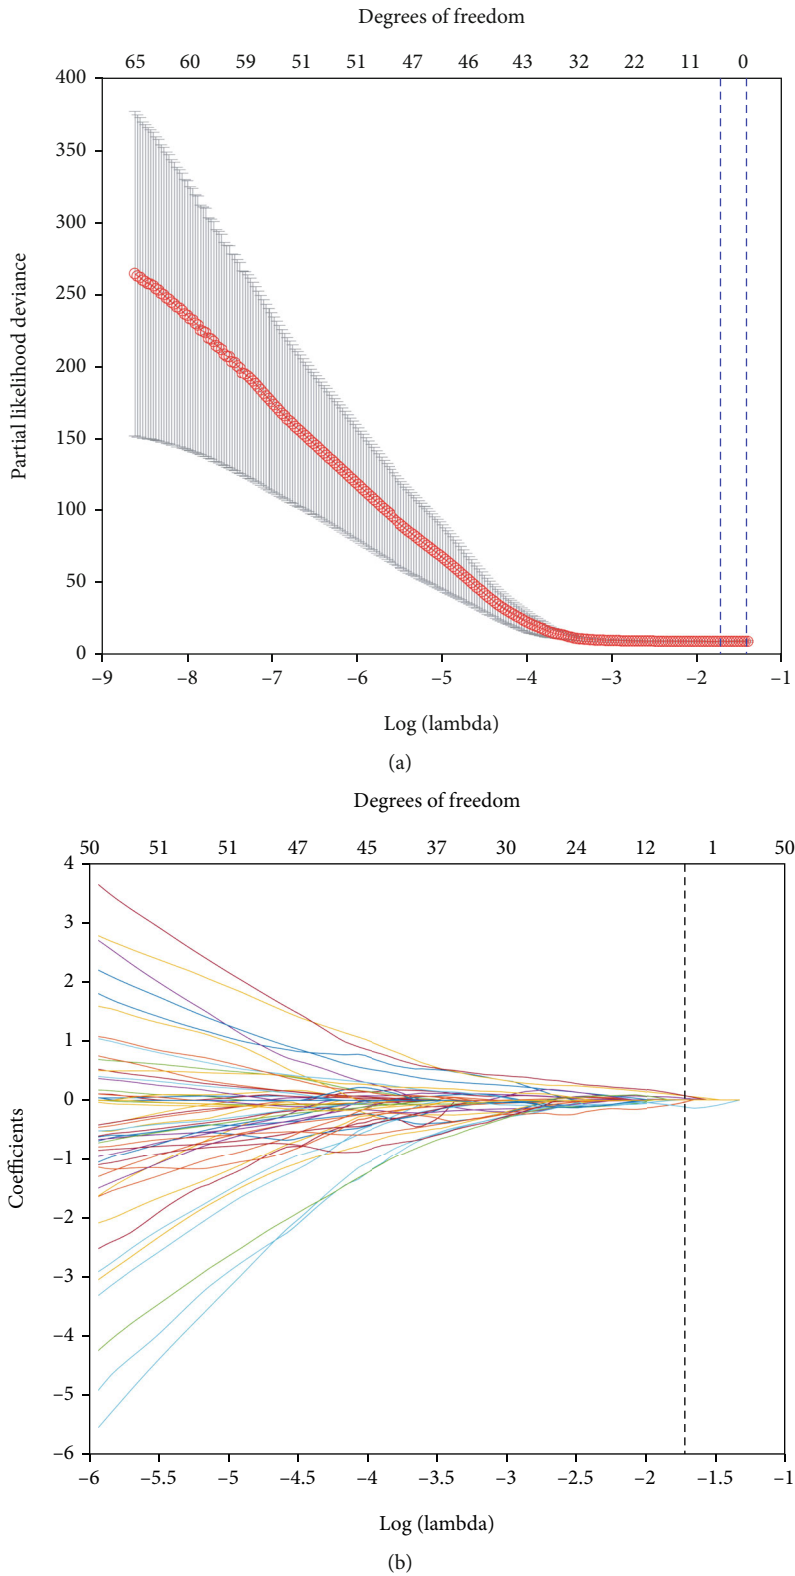 Degrees of freedom
65 60 59 51 51 47 46 43 32 22 11 0
400
350
300
250
200
150
100
50
0
Partial likelihood deviance
–9 –8 –7 –6 –5 –4 –3 –2 –1
Log (lambda)
(a)
Degrees of freedom
50 51 51 47 45 37 30 24 12 1 50
4
3
2
1
0
–1
–2
–3
–4
–5
–6
Coefficients
–6 –5.5 –5 –4.5 –4 –3.5 –3 –2.5 –2 –1.5 –1
Log (lambda)
(b)